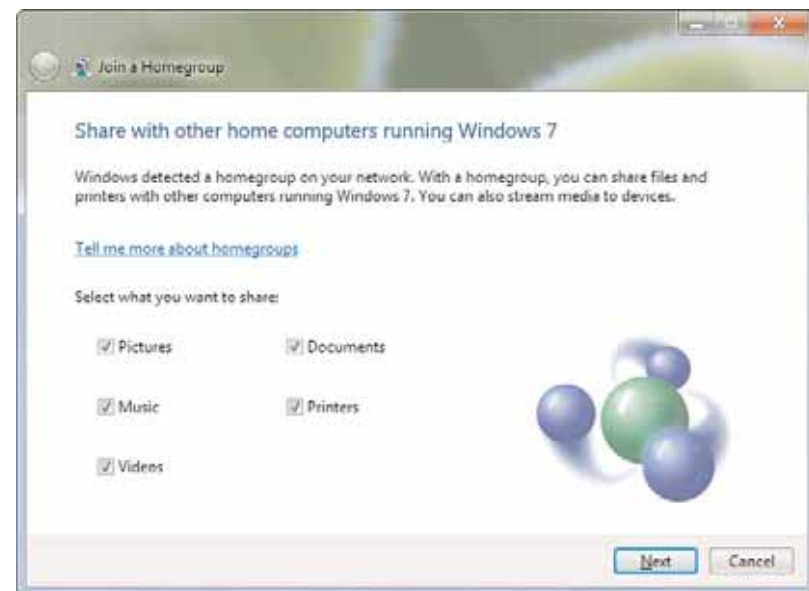 Join a Homegroup
Share with other home computers running Windows 7
Windows detected a homegroup on your network. With a homegroup, you can share files and
printers with other computers running Windows 7. You can also stream media to devices.
Tell me more about homegroups
Select what you want to share:
Pictures
Documents
Music
Printers
Videos
Next
Cancel